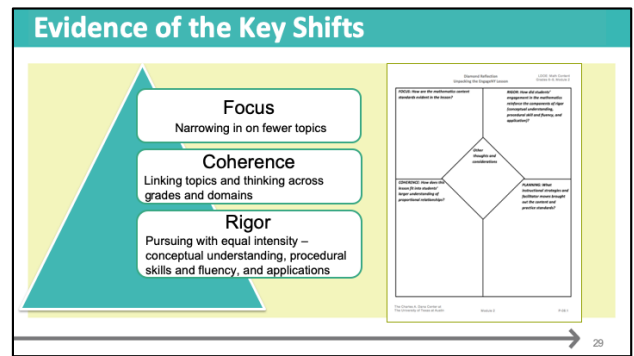 Evidence of the Key Shifts
Focus
Narrowing in on fewer topics
Coherence
Linking topics and thinking across
grades and domains
Rigor
Pursuing with equal intensity –
conceptual understanding, procedural
skills and fluency, and applications
Diamond Reflection
Unpacking the EngageNY Lesson
FOCUS: How are the mathematics content
standards evident in the lesson?
RIGOR: How did students'
engagement in the mathematics
reinforce the components of rigor
(conceptual understanding,
procedural skill and fluency, and
application)?
Other
thoughts and
considerations
COHERENCE: How does this
lesson fit into students'
larger understanding of
proportional relationships?
PLANNING: What
instructional strategies and
facilitator moves brought
out the content and
practice standards?
The Charles A. Dana Center at
The University of Texas at Austin
29